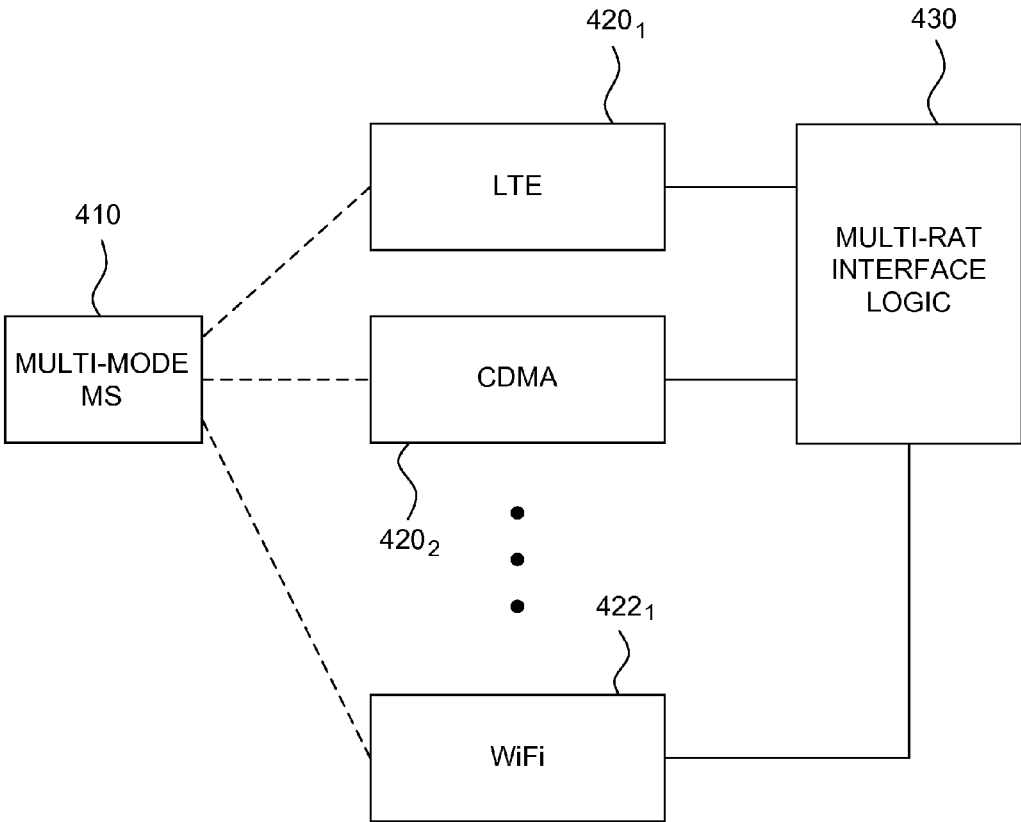 420₁
430
LTE
410
MULTI-RAT
INTERFACE
LOGIC
MULTI-MODE
MS
CDMA
420₂
422₁
WiFi